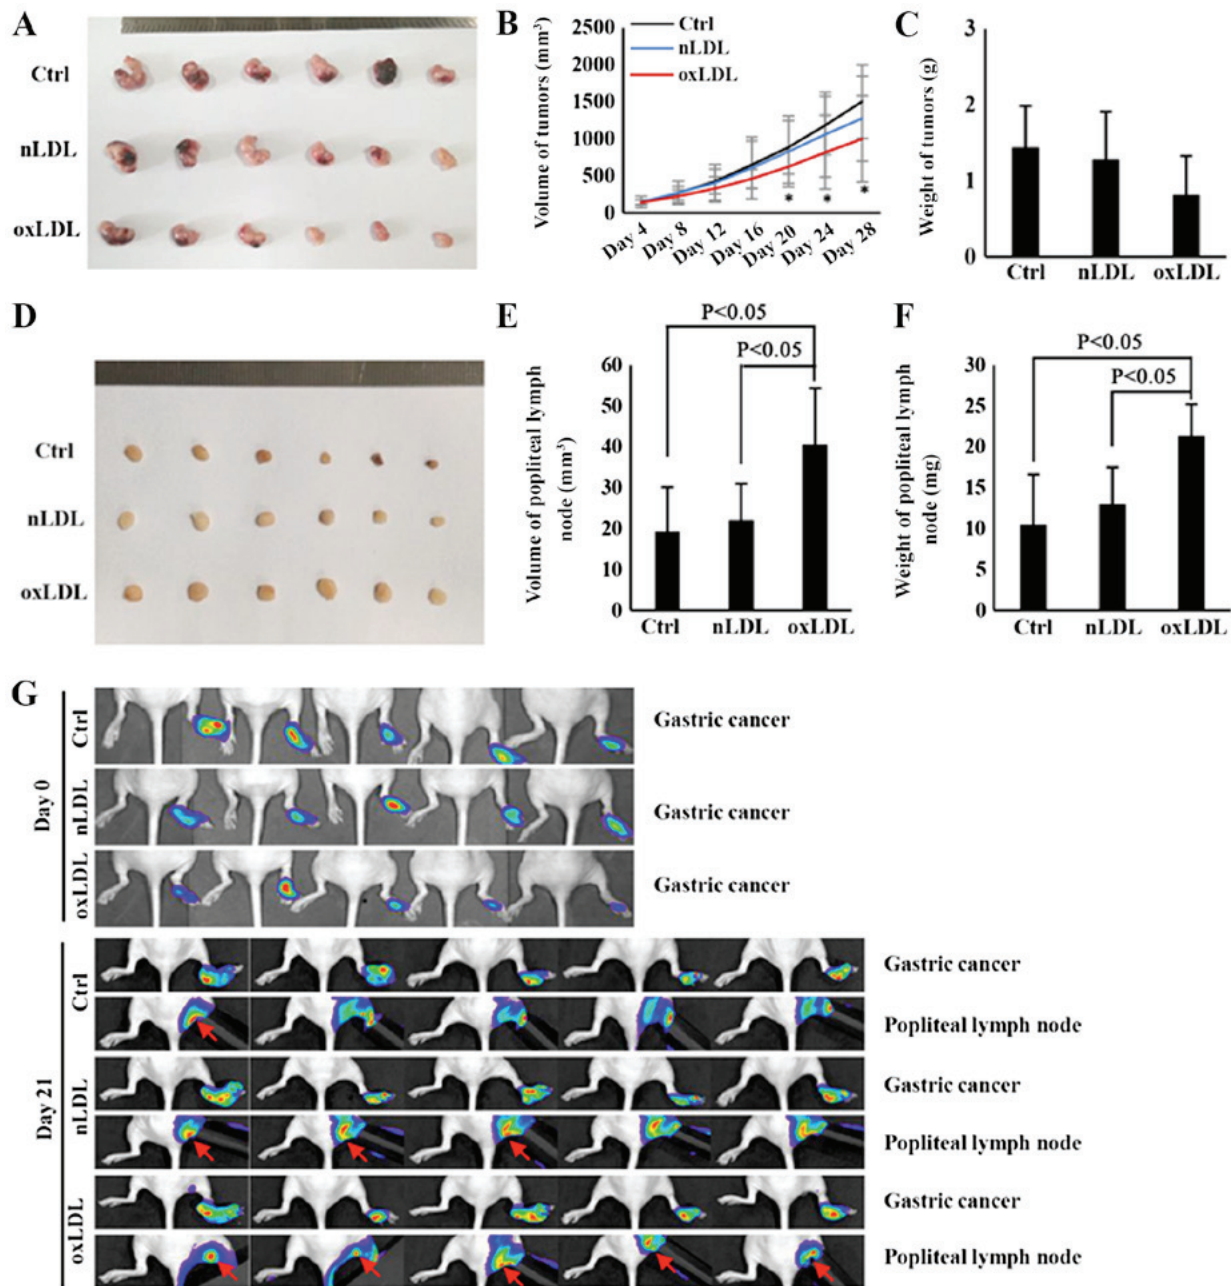 A
Ctrl
nLDL
oxLDL
B
Volume of tumors (mm³)
2500
2000
1500
1000
500
0
Ctrl
nLDL
oxLDL
* * *
Day 4
Day 8
Day 12
Day 16
Day 20
Day 24
Day 28
C
Weight of tumors (g)
3
2
1
0
Ctrl nLDL oxLDL
D
Ctrl
nLDL
oxLDL
E
P<0.05
P<0.05
Volume of popliteal lymph
node (mm³)
60
50
40
30
20
10
0
Ctrl nLDL oxLDL
F
P<0.05
P<0.05
Weight of popliteal lymph
node (mg)
30
25
20
15
10
5
0
Ctrl nLDL oxLDL
G
Day 0
Ctrl
Gastric cancer
nLDL
Gastric cancer
oxLDL
Gastric cancer
Day 21
Ctrl
Gastric cancer
Popliteal lymph node
nLDL
Gastric cancer
Popliteal lymph node
oxLDL
Gastric cancer
Popliteal lymph node